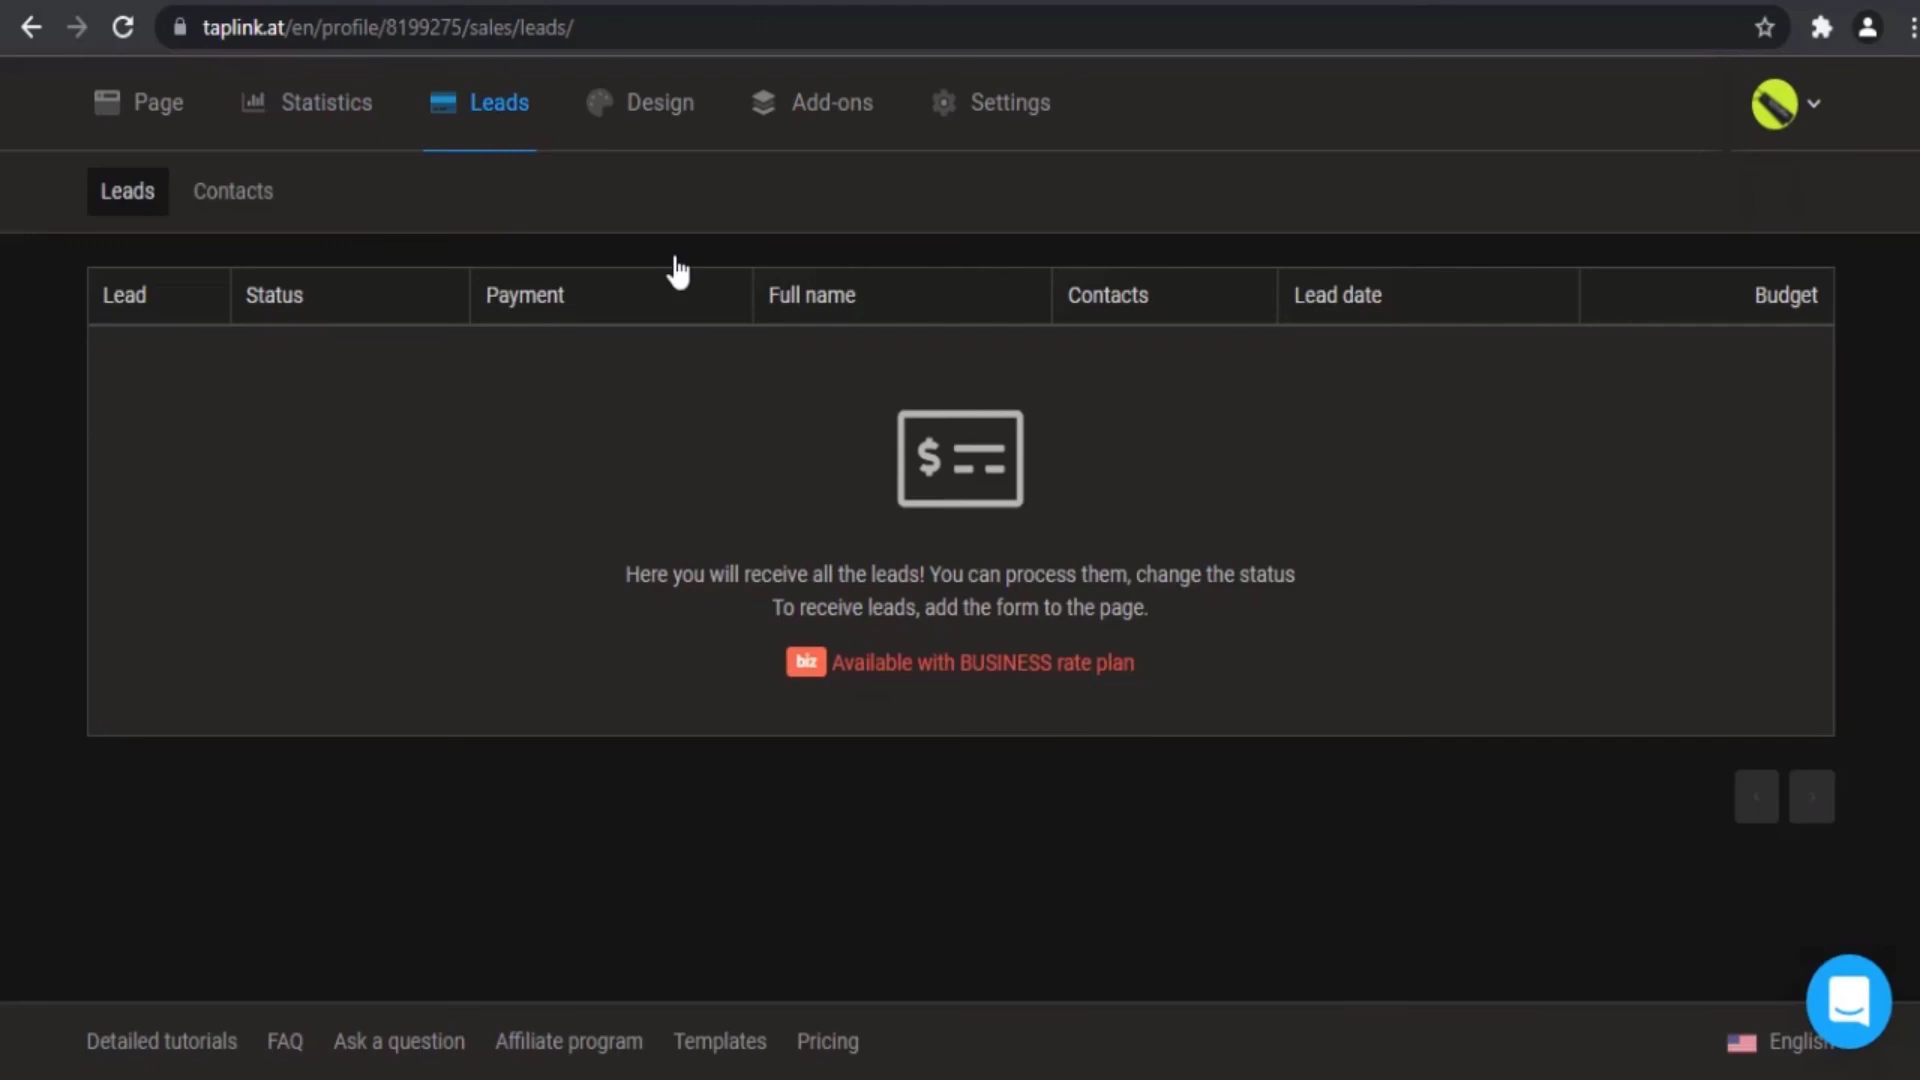 taplink.at/en/profile/8199275/sales/leads/
Page Statistics Leads Design Add-ons Settings
Leads Contacts
Lead Status Payment Full name Contacts Lead date Budget
$
Here you will receive all the leads! You can process them, change the status
To receive leads, add the form to the page.
biz Available with BUSINESS rate plan
Detailed tutorials FAQ Ask a question Affiliate program Templates Pricing English